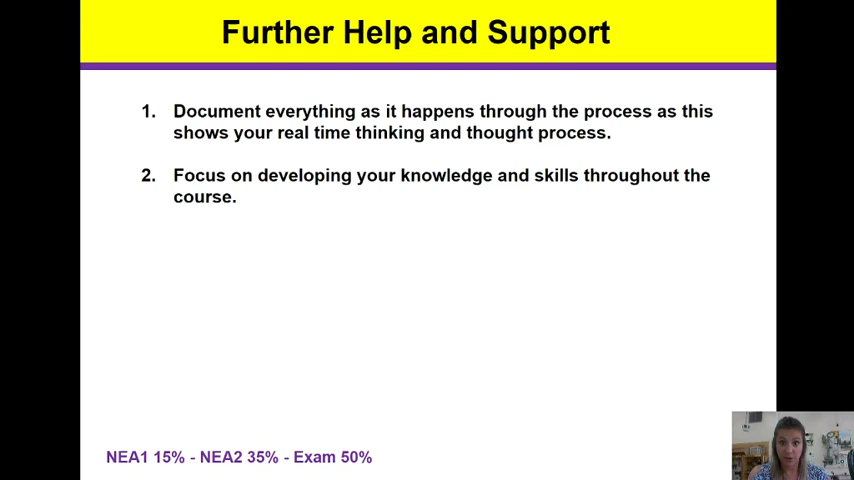 Further Help and Support
1. Document everything as it happens through the process as this
shows your real time thinking and thought process.
2. Focus on developing your knowledge and skills throughout the
course.
NEA1 15% - NEA2 35% - Exam 50%